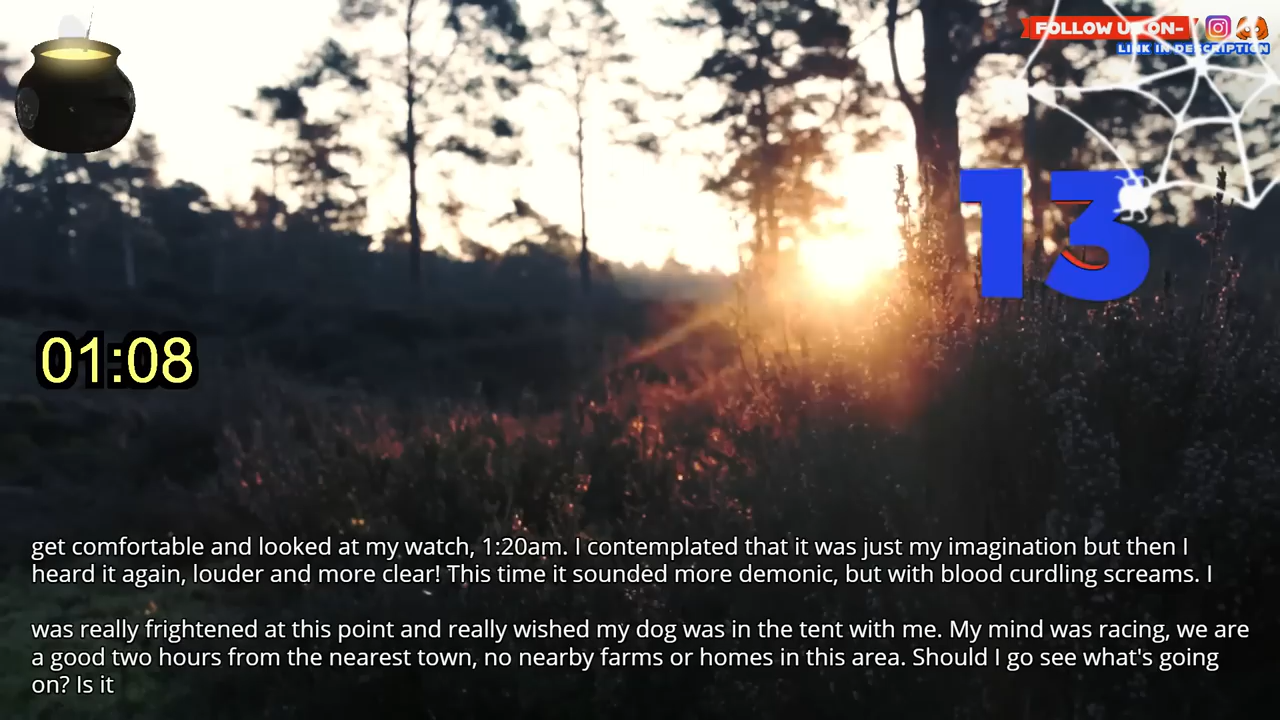 FOLLOW US ON-
LINK IN DESCRIPTION
13
01:08
get comfortable and looked at my watch, 1:20am. I contemplated that it was just my imagination but then I
heard it again, louder and more clear! This time it sounded more demonic, but with blood curdling screams. I
was really frightened at this point and really wished my dog was in the tent with me. My mind was racing, we are
a good two hours from the nearest town, no nearby farms or homes in this area. Should I go see what's going
on? Is it